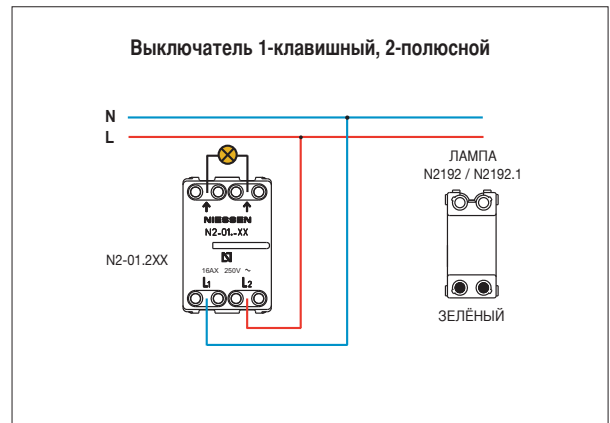 Выключатель 1-клавишный, 2-полюсной
N
L
ЛАМПА
N2192 / N2192.1
NIESSEN
N2-01.-XX
N2-01.2XX
16AX 250V ~
L1 L2
ЗЕЛЁНЫЙ